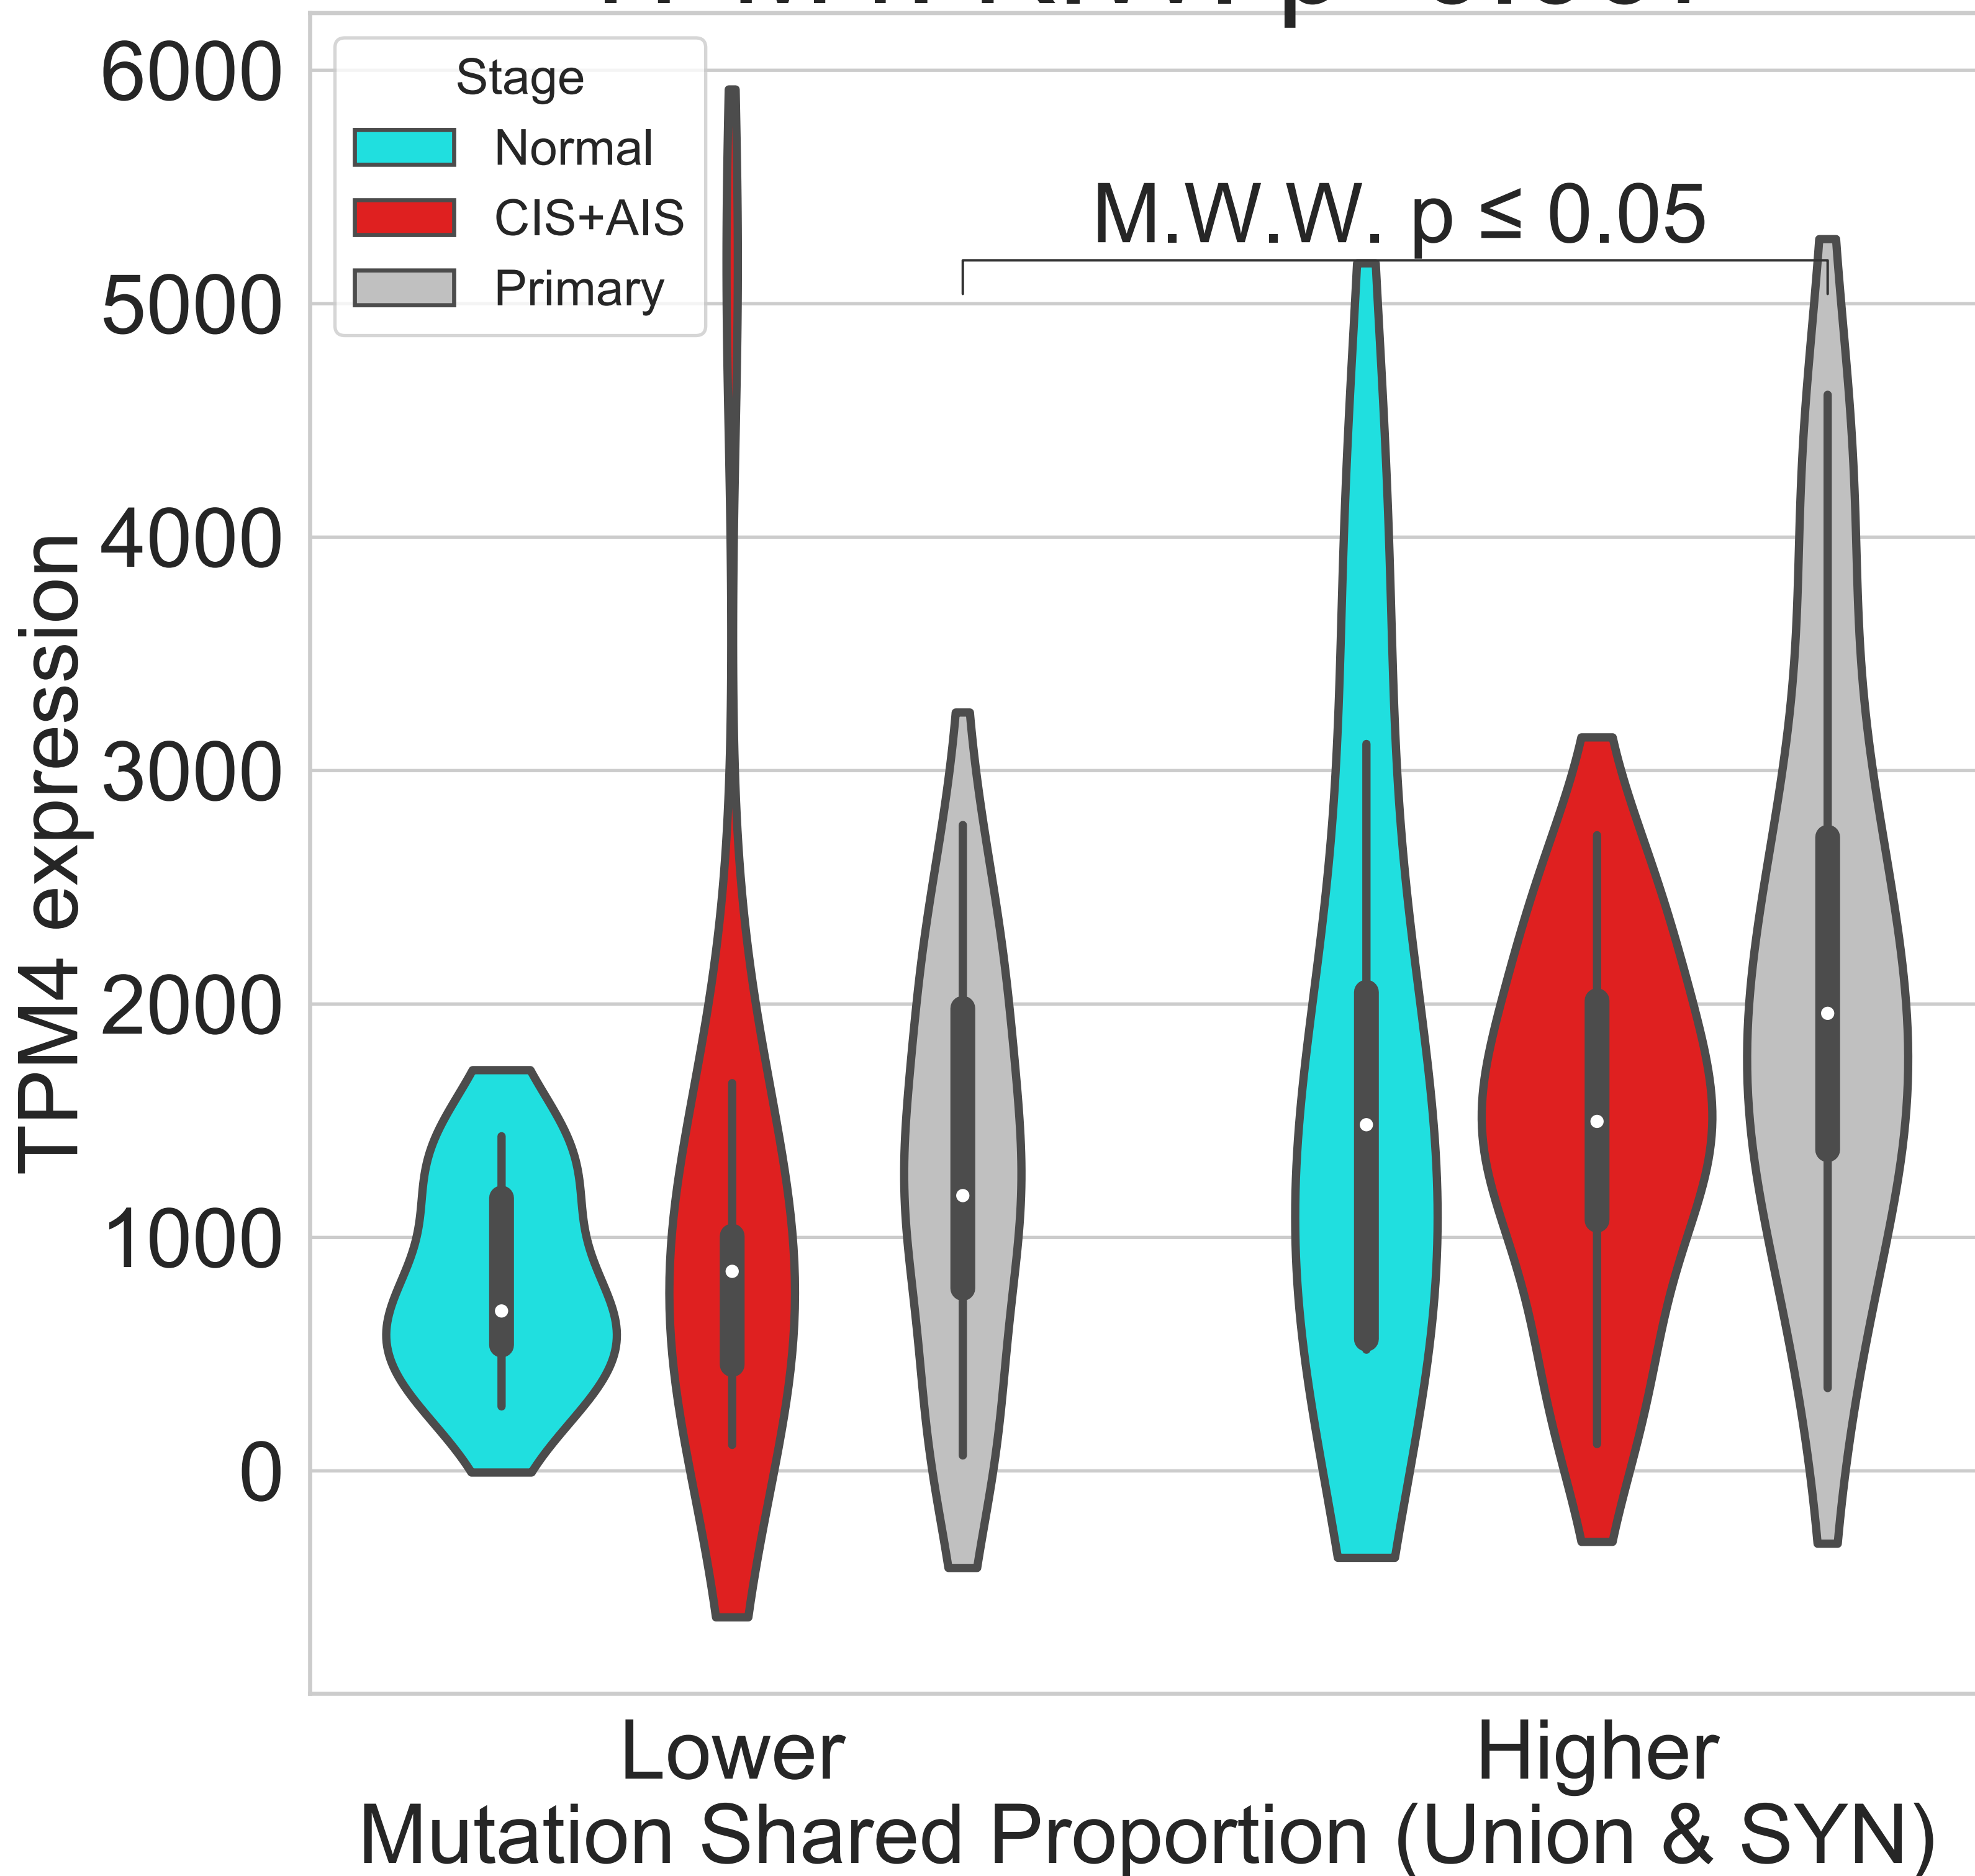 6000
5000
4000
3000
2000
1000
0
TPM4 expression
Stage
Normal
CIS+AIS
Primary
M.W.W. p ≤ 0.05
Lower
Higher
Mutation Shared Proportion (Union & SYN)